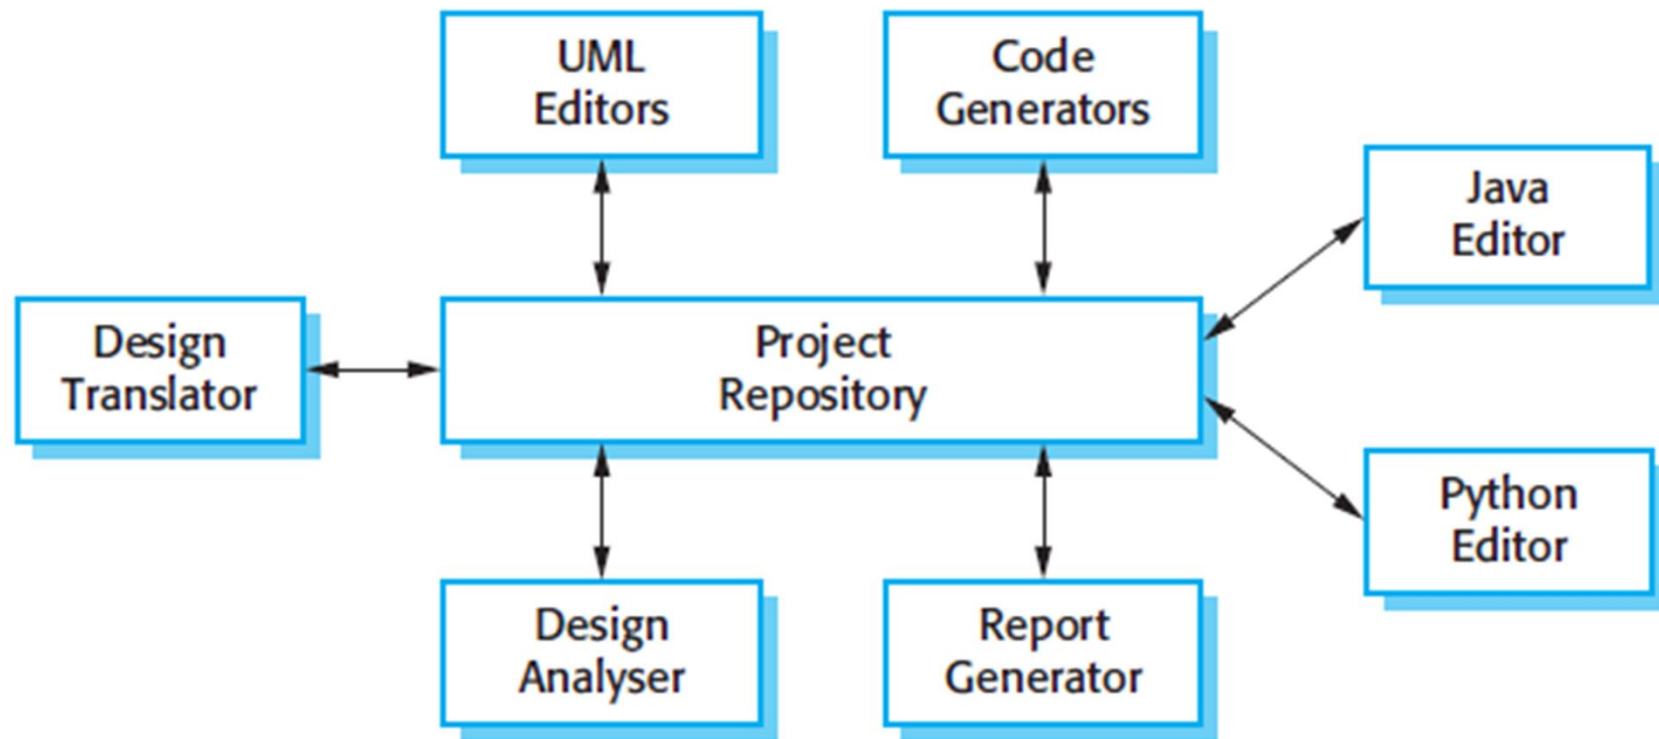 UML
Editors
Code
Generators
Java
Editor
Design
Translator
Project
Repository
Python
Editor
Design
Analyser
Report
Generator